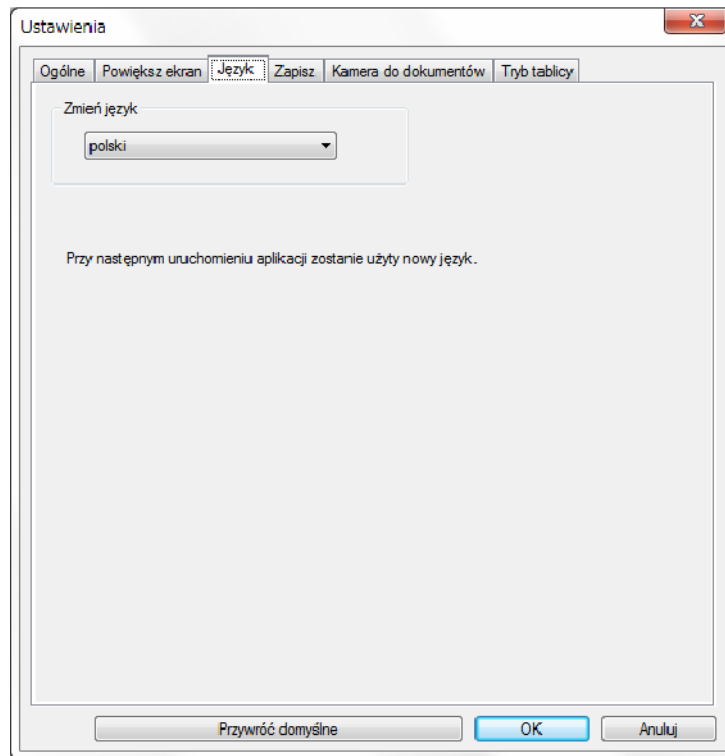 Ustawienia
Ogólne Powiększ ekran Język Zapisz Kamera do dokumentów Tryb tablicy
Zmień język
polski
Przy następnym uruchomieniu aplikacji zostanie użyty nowy język.
Przywróć domyślne OK Anuluj